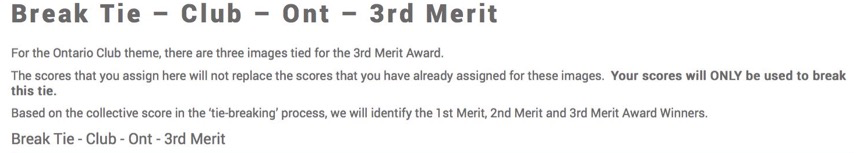 Break Tie – Club – Ont – 3rd Merit
For the Ontario Club theme, there are three images tied for the 3rd Merit Award.
The scores that you assign here will not replace the scores that you have already assigned for these images.  Your scores will ONLY be used to break
this tie.
Based on the collective score in the ‘tie-breaking’ process, we will identify the 1st Merit, 2nd Merit and 3rd Merit Award Winners.
Break Tie - Club - Ont - 3rd Merit